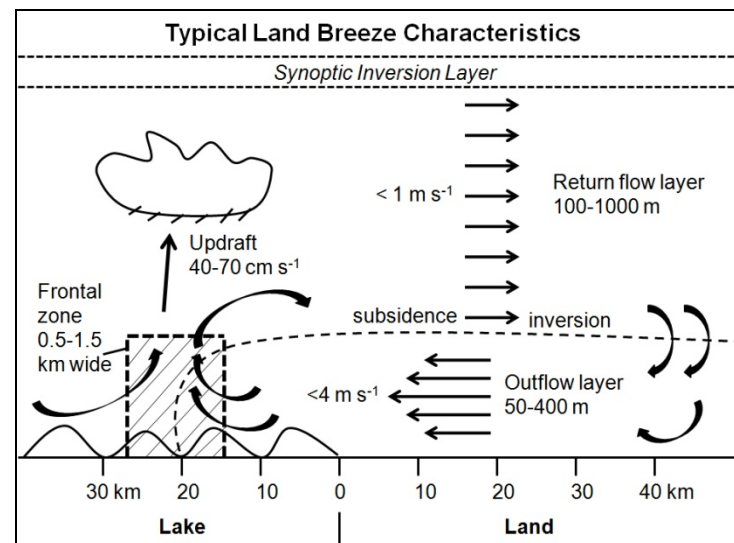 Typical Land Breeze Characteristics
Synoptic Inversion Layer
< 1 m s⁻¹
Return flow layer
100-1000 m
Updraft
40-70 cm s⁻¹
Frontal
zone
0.5-1.5
km wide
subsidence
inversion
<4 m s⁻¹
Outflow layer
50-400 m
30 km 20 10 0 10 20 30 40 km
Lake Land